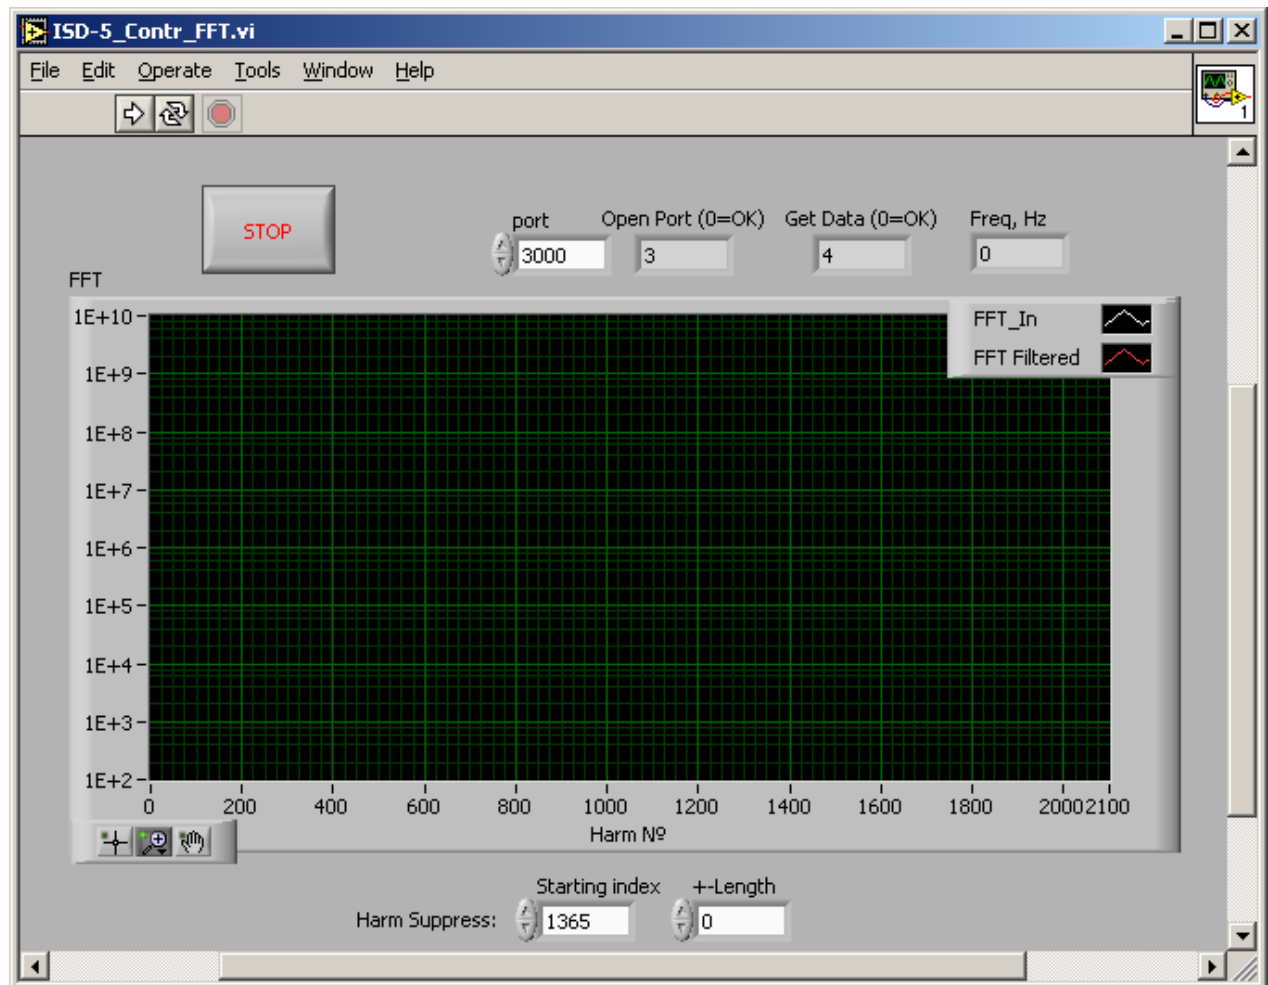 ISD-5_Contr_FFT.vi
File Edit Operate Tools Window Help
1
STOP
port Open Port (0=OK) Get Data (0=OK) Freq, Hz
3000 3 4 0
FFT
FFT_In
FFT Filtered
1E+10
1E+9
1E+8
1E+7
1E+6
1E+5
1E+4
1E+3
1E+2
0 200 400 600 800 1000 1200 1400 1600 1800 2000 2100
Harm Nº
Starting index +-Length
Harm Suppress: 1365 0